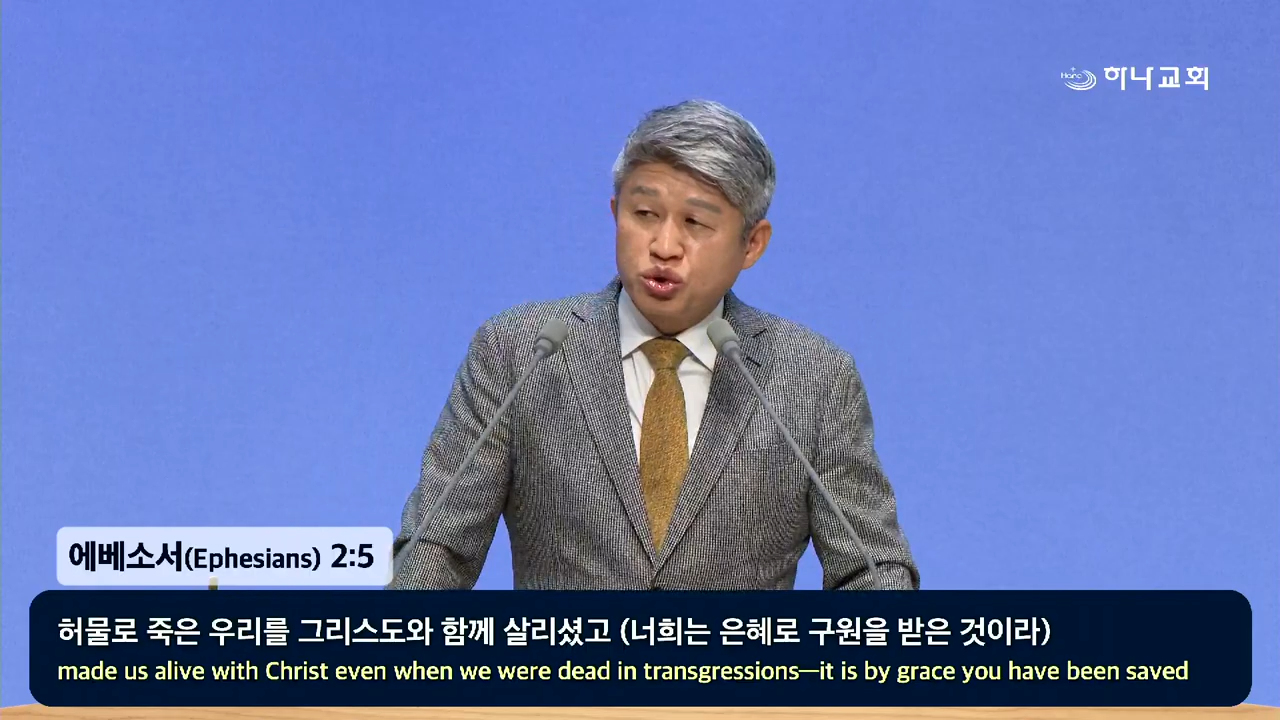 Hana 하나교회
에베소서(Ephesians) 2:5
허물로 죽은 우리를 그리스도와 함께 살리셨고 (너희는 은혜로 구원을 받은 것이라)
made us alive with Christ even when we were dead in transgressions—it is by grace you have been saved